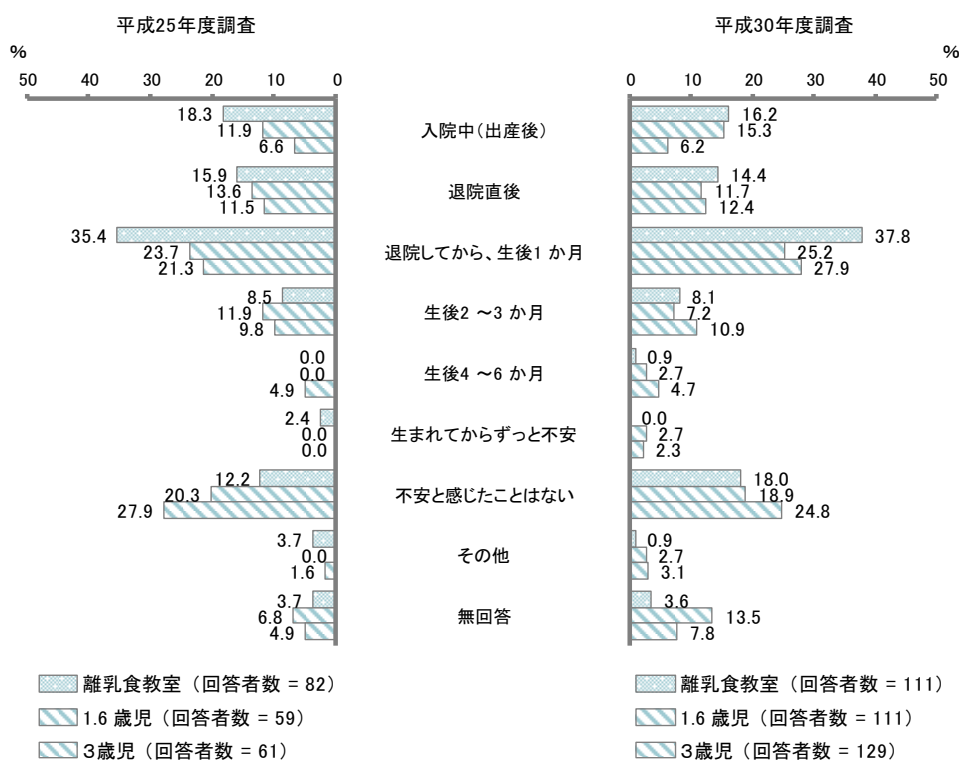 平成25年度調査
平成30年度調査
%
%
50 40 30 20 10 0
0 10 20 30 40 50
18.3
11.9
6.6
入院中（出産後）
16.2
15.3
6.2
15.9
13.6
11.5
退院直後
14.4
11.7
12.4
35.4
23.7
21.3
退院してから、生後1 か月
37.8
25.2
27.9
8.5
11.9
9.8
生後2 ～3 か月
8.1
7.2
10.9
0.0
0.0
4.9
生後4 ～6 か月
0.9
2.7
4.7
2.4
0.0
0.0
生まれてからずっと不安
0.0
2.7
2.3
12.2
20.3
27.9
不安と感じたことはない
18.0
18.9
24.8
3.7
0.0
1.6
その他
0.9
2.7
3.1
3.7
6.8
4.9
無回答
3.6
13.5
7.8
離乳食教室（回答者数 = 82）
1.6 歳児（回答者数 = 59）
３歳児（回答者数 = 61）
離乳食教室（回答者数 = 111）
1.6 歳児（回答者数 = 111）
３歳児（回答者数 = 129）